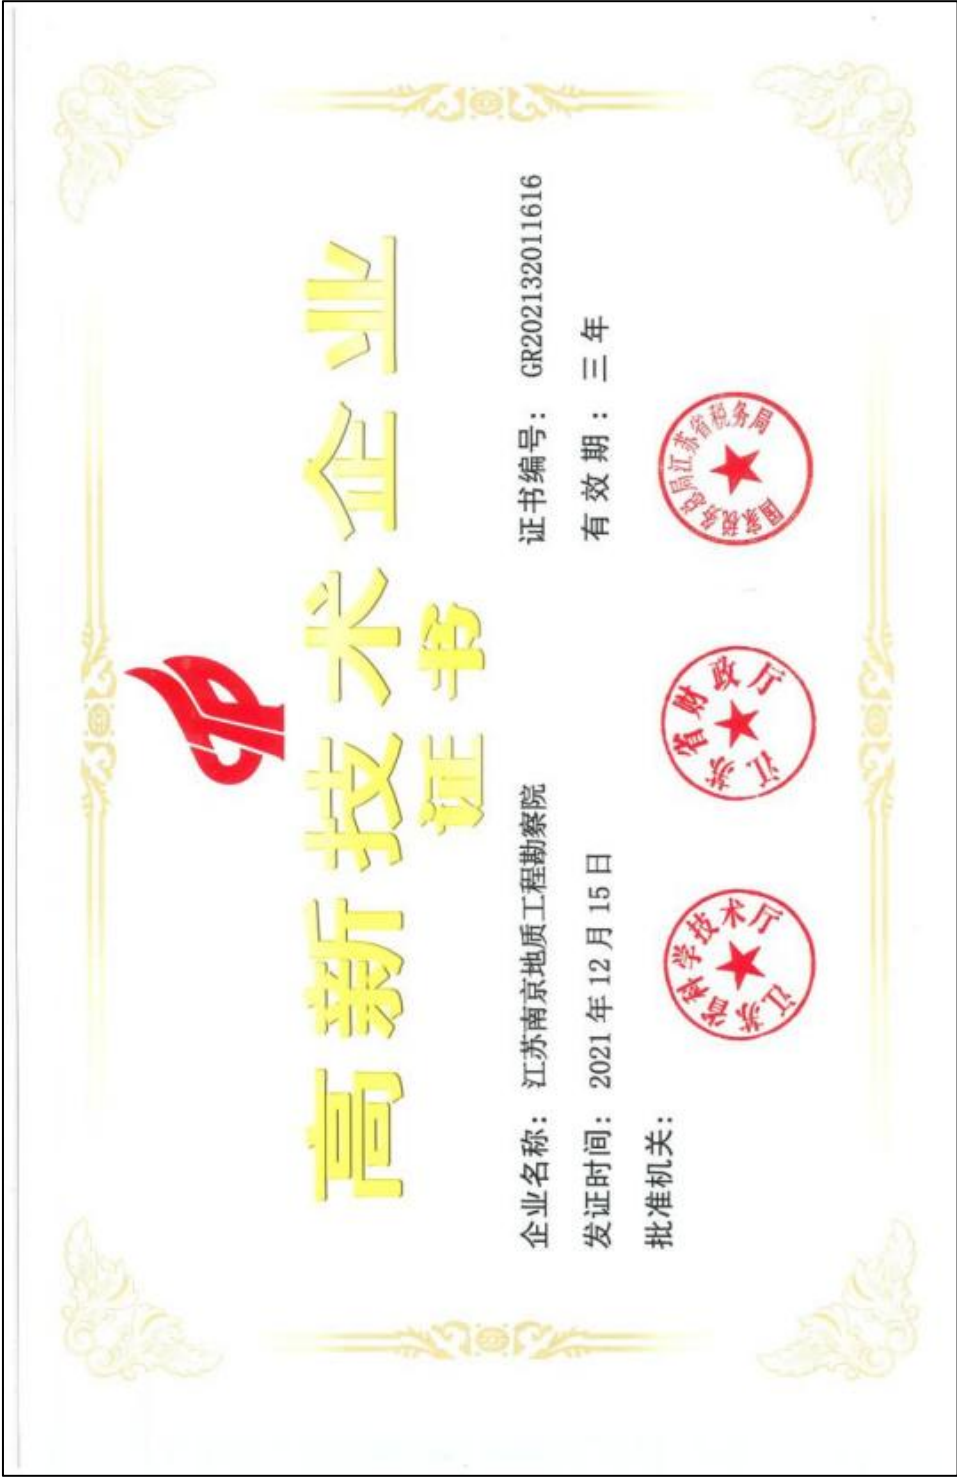 高新技术企业
证书
企业名称：江苏南京地质工程勘察院
证书编号：GR202132011616
发证时间：2021年12月15日
有效期：三年
批准机关：
江苏省科学技术厅
江苏省财政厅
国家税务总局江苏省税务局